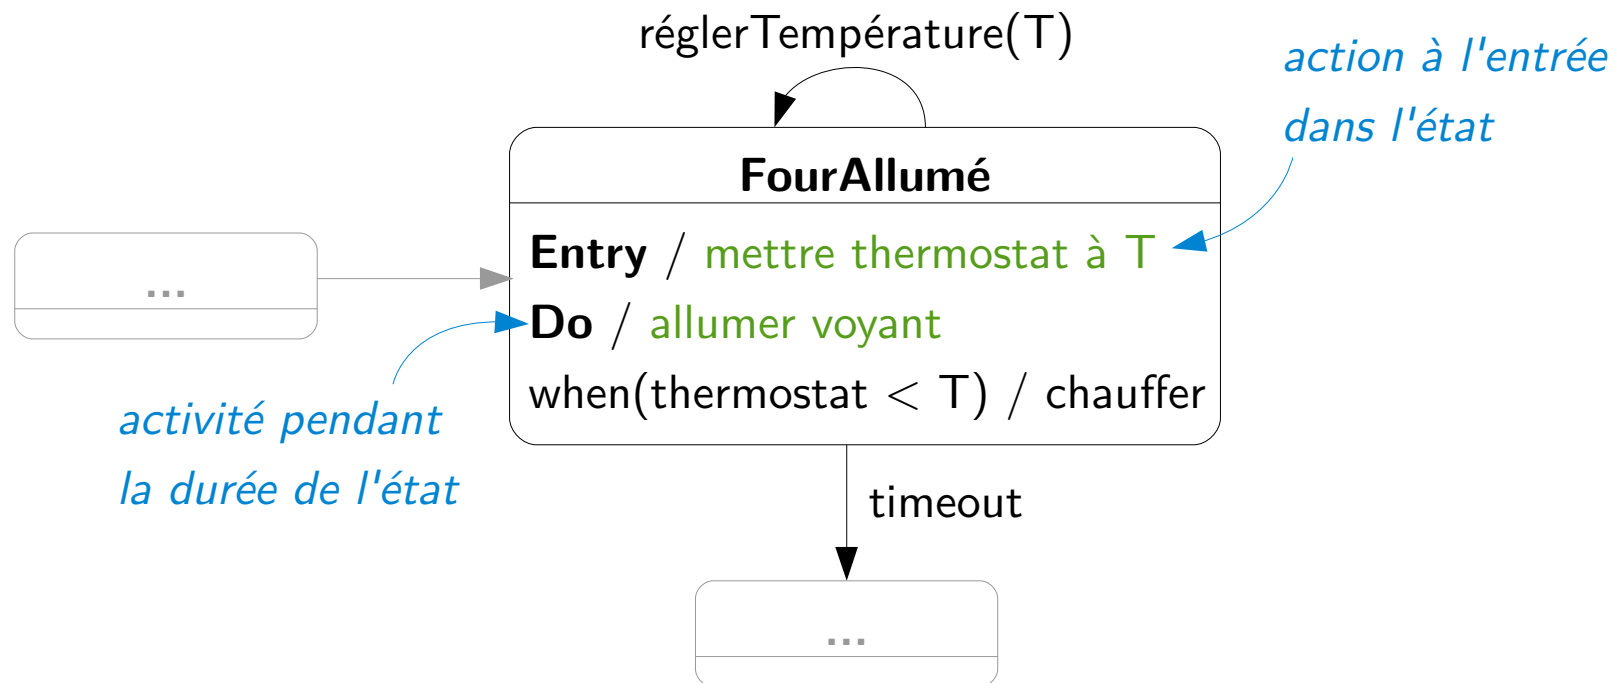 réglerTempérature(T)
action à l'entrée
dans l'état
FourAllumé
Entry / mettre thermostat à T
...
Do / allumer voyant
when(thermostat < T) / chauffer
activité pendant
la durée de l'état
timeout
...